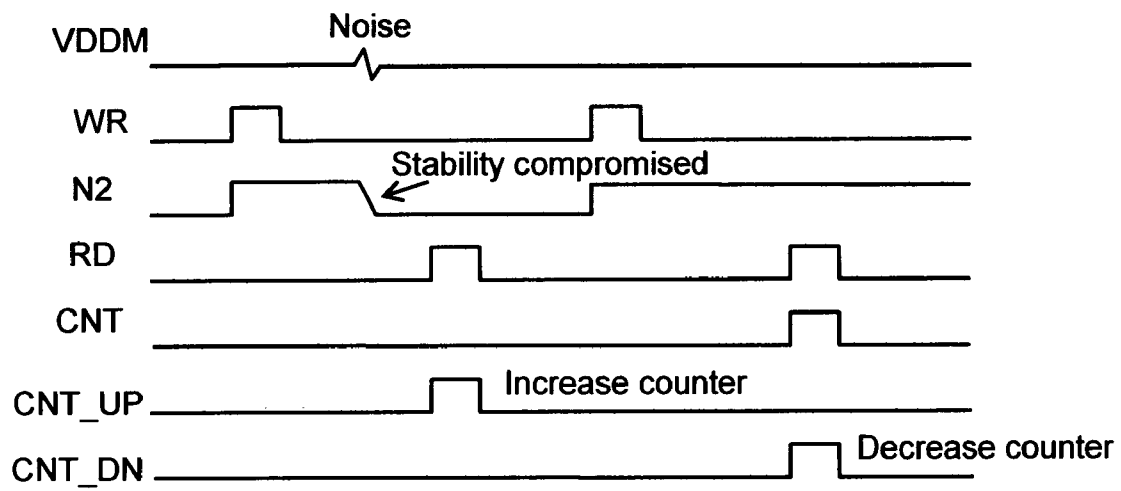 Noise
VDDM
WR
Stability compromised
N2
RD
CNT
Increase counter
CNT_UP
Decrease counter
CNT_DN